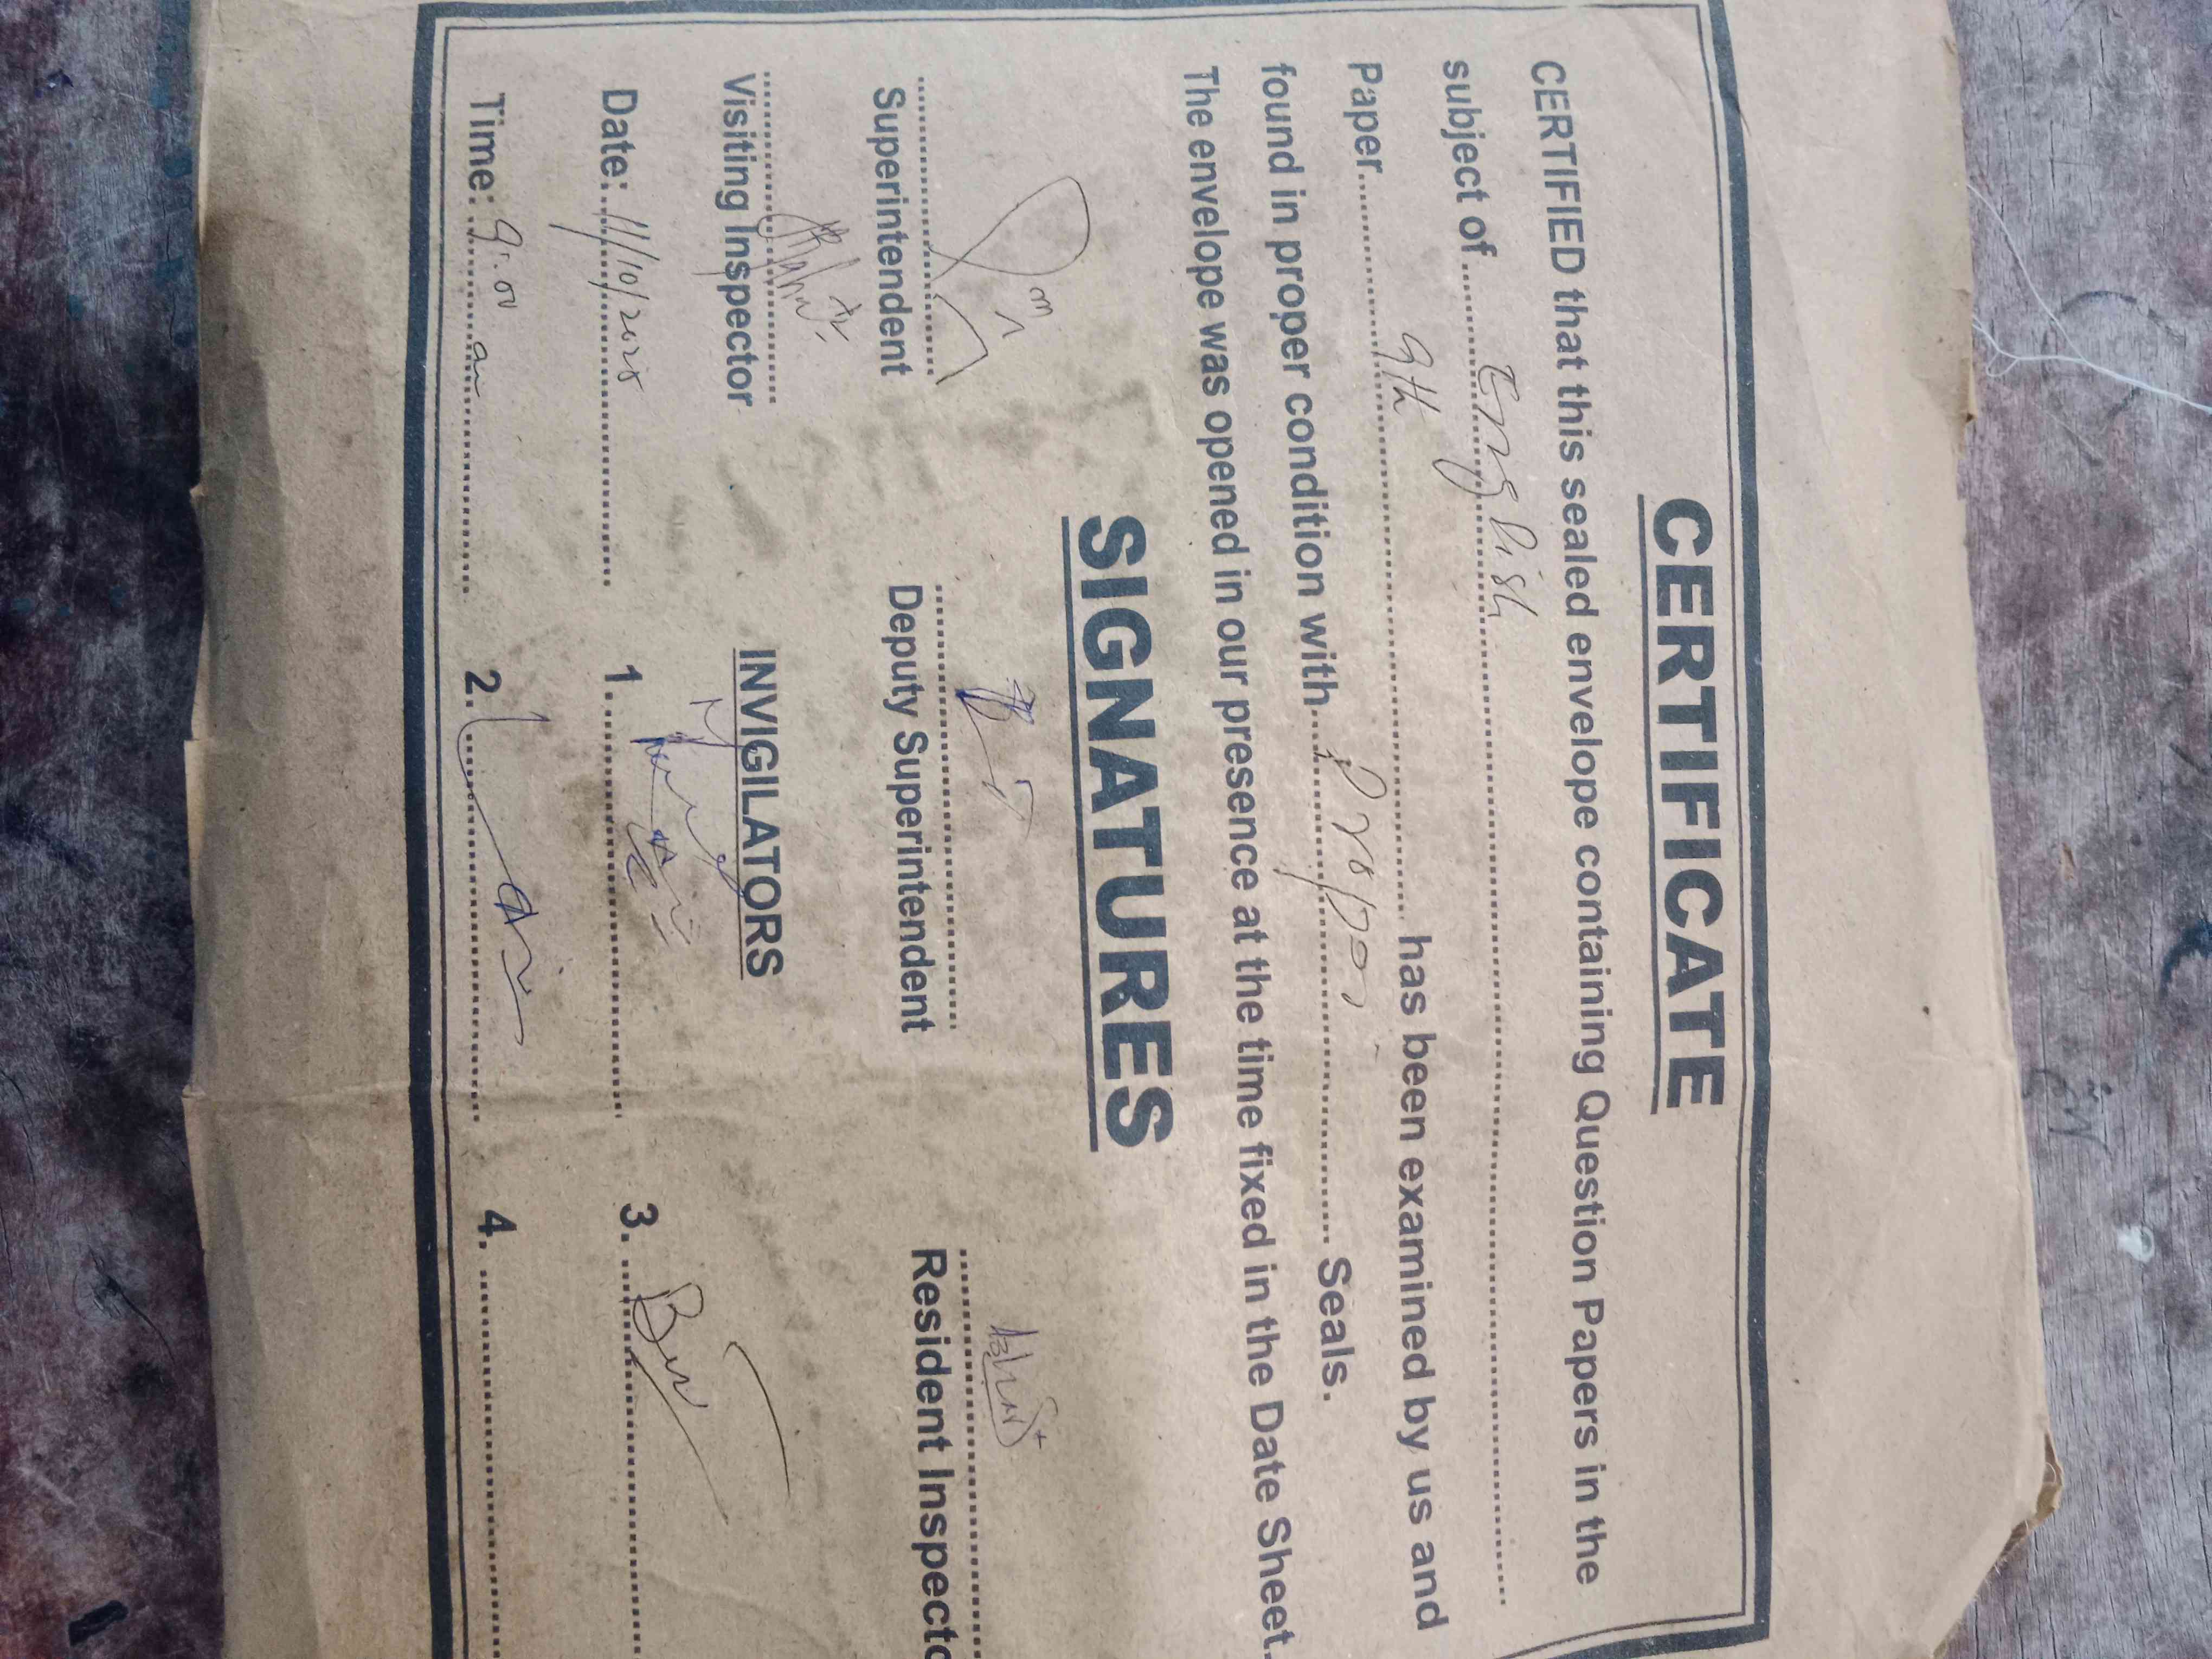 CERTIFICATE
CERTIFIED that this sealed envelope containing Question Papers in the
subject of.......English.......
Paper.......9th....... has been examined by us and
found in proper condition with.......Proper.......Seals.
The envelope was opened in our presence at the time fixed in the Date Sheet.
SIGNATURES
Superintendent
Deputy Superintendent
Resident Inspecto
Visiting Inspector
INVIGILATORS
Date: 11/10/2025
1.
3.
Time: 9:00 am
2.
4.